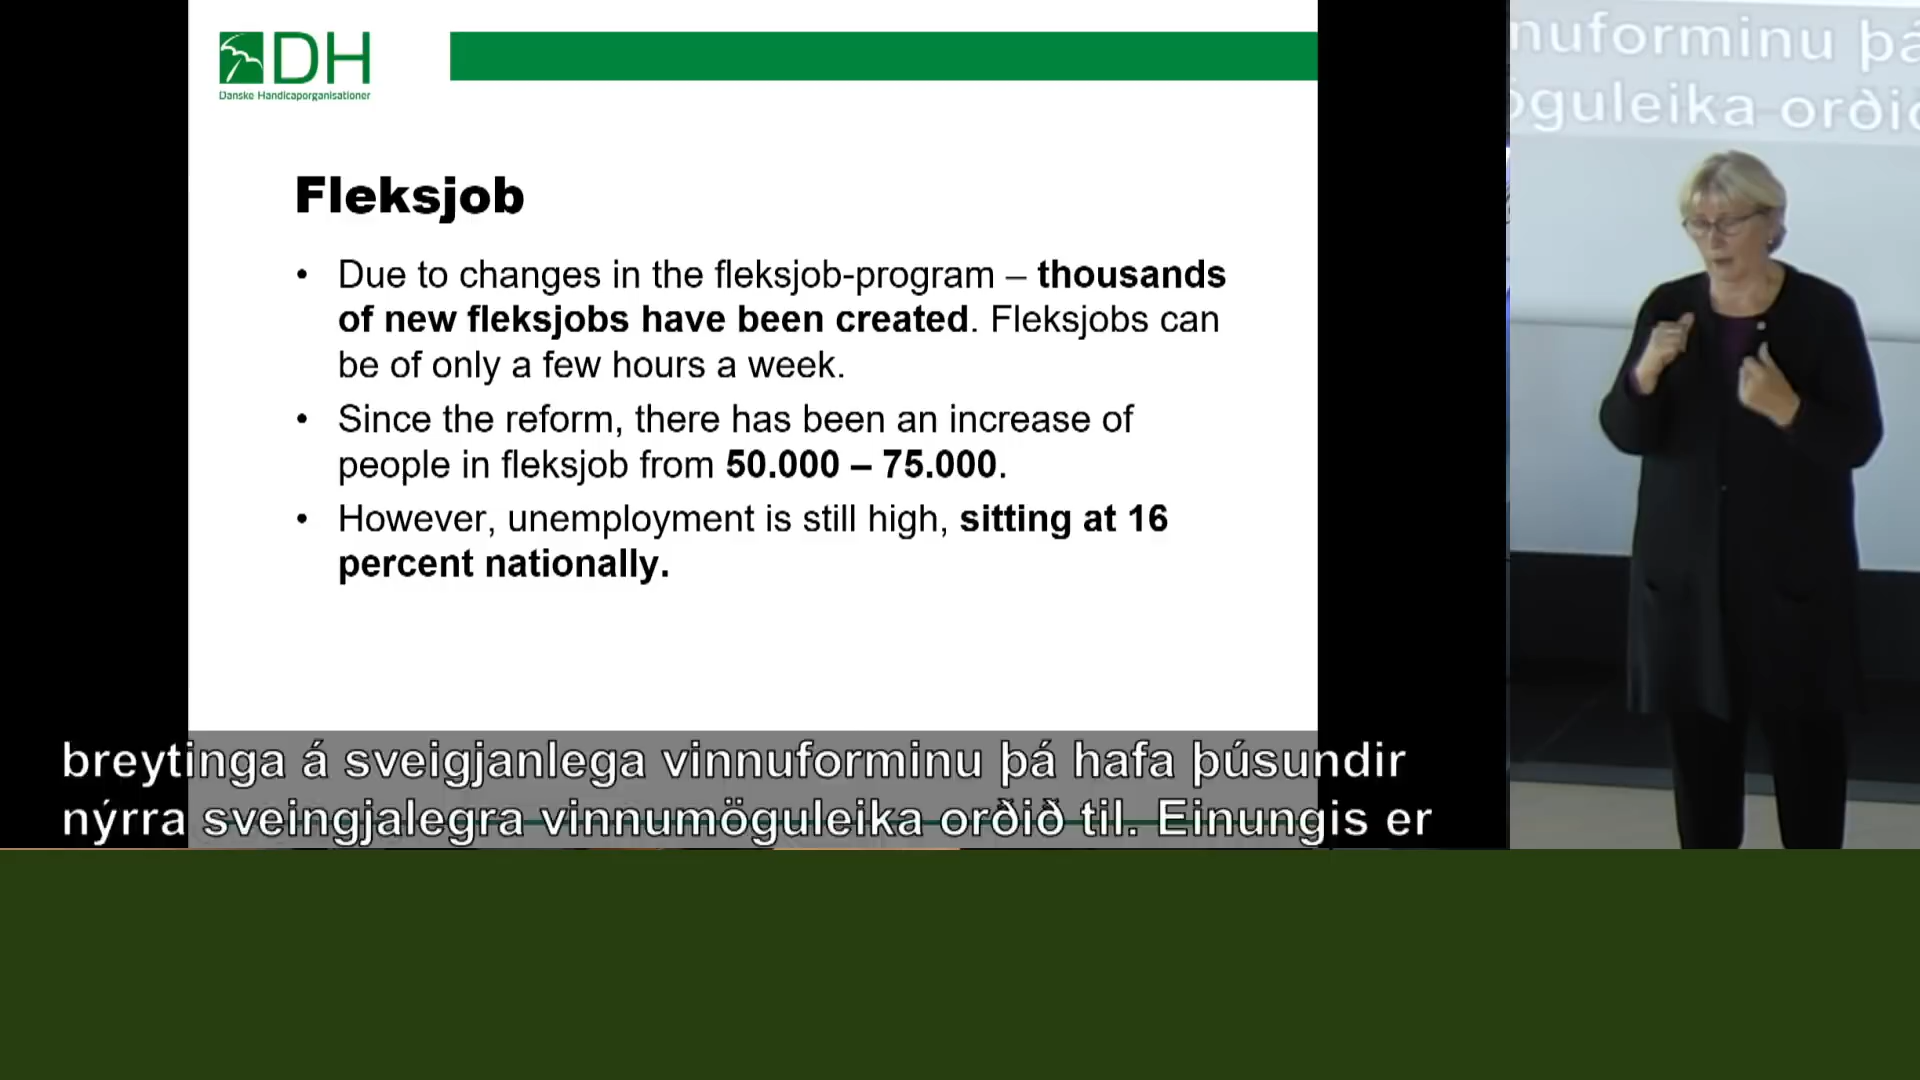 DH
Danske Handicaporganisationer
Fleksjob
• Due to changes in the fleksjob-program – thousands
of new fleksjobs have been created. Fleksjobs can
be of only a few hours a week.
• Since the reform, there has been an increase of
people in fleksjob from 50.000 – 75.000.
• However, unemployment is still high, sitting at 16
percent nationally.
breytinga á sveigjanlega vinnuforminu þá hafa þúsundir
nýrra sveingjalegra vinnumöguleika orðið til. Einungis er
nuforminu þá
öguleika orðið